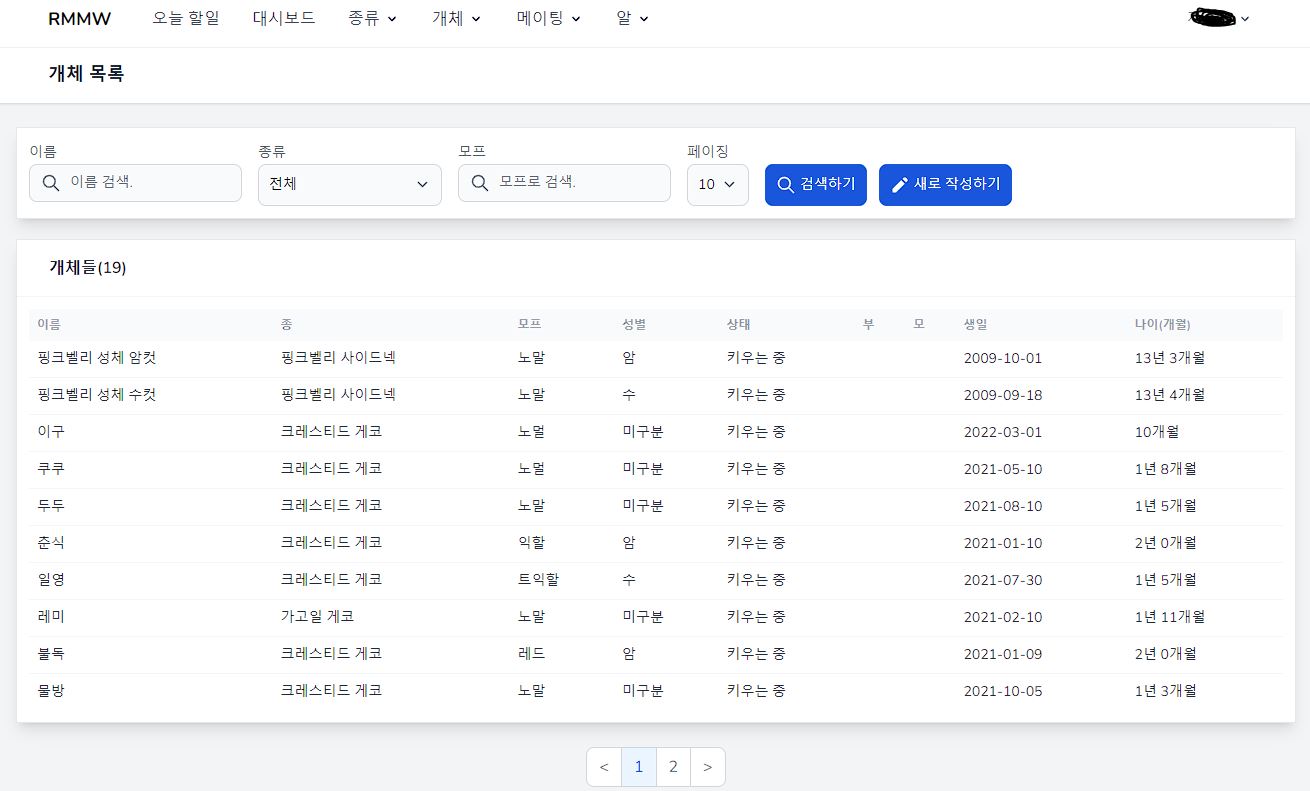 RMMW 오늘 할일 대시보드 종류 개체 메이팅 알
개체 목록
이름 종류 모프 페이징
이름 검색. 전체 모프로 검색. 10 검색하기 새로 작성하기
개체들(19)
이름 종 모프 성별 상태 부 모 생일 나이(개월)
핑크벨리 성체 암컷 핑크벨리 사이드넥 노말 암 키우는 중 2009-10-01 13년 3개월
핑크벨리 성체 수컷 핑크벨리 사이드넥 노말 수 키우는 중 2009-09-18 13년 4개월
이구 크레스티드 게코 노멀 미구분 키우는 중 2022-03-01 10개월
쿠쿠 크레스티드 게코 노멀 미구분 키우는 중 2021-05-10 1년 8개월
두두 크레스티드 게코 노말 미구분 키우는 중 2021-08-10 1년 5개월
춘식 크레스티드 게코 익할 암 키우는 중 2021-01-10 2년 0개월
일영 크레스티드 게코 트익할 수 키우는 중 2021-07-30 1년 5개월
레미 가고일 게코 노말 미구분 키우는 중 2021-02-10 1년 11개월
불독 크레스티드 게코 레드 암 키우는 중 2021-01-09 2년 0개월
물방 크레스티드 게코 노말 미구분 키우는 중 2021-10-05 1년 3개월
< 1 2 >